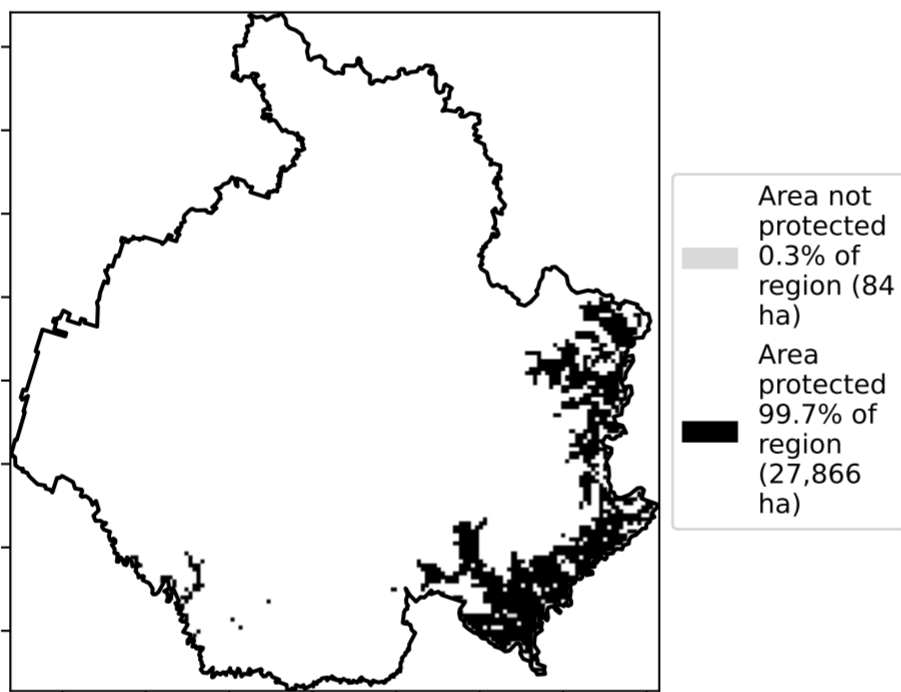 Area not
protected
0.3% of
region (84
ha)
Area
protected
99.7% of
region
(27,866
ha)